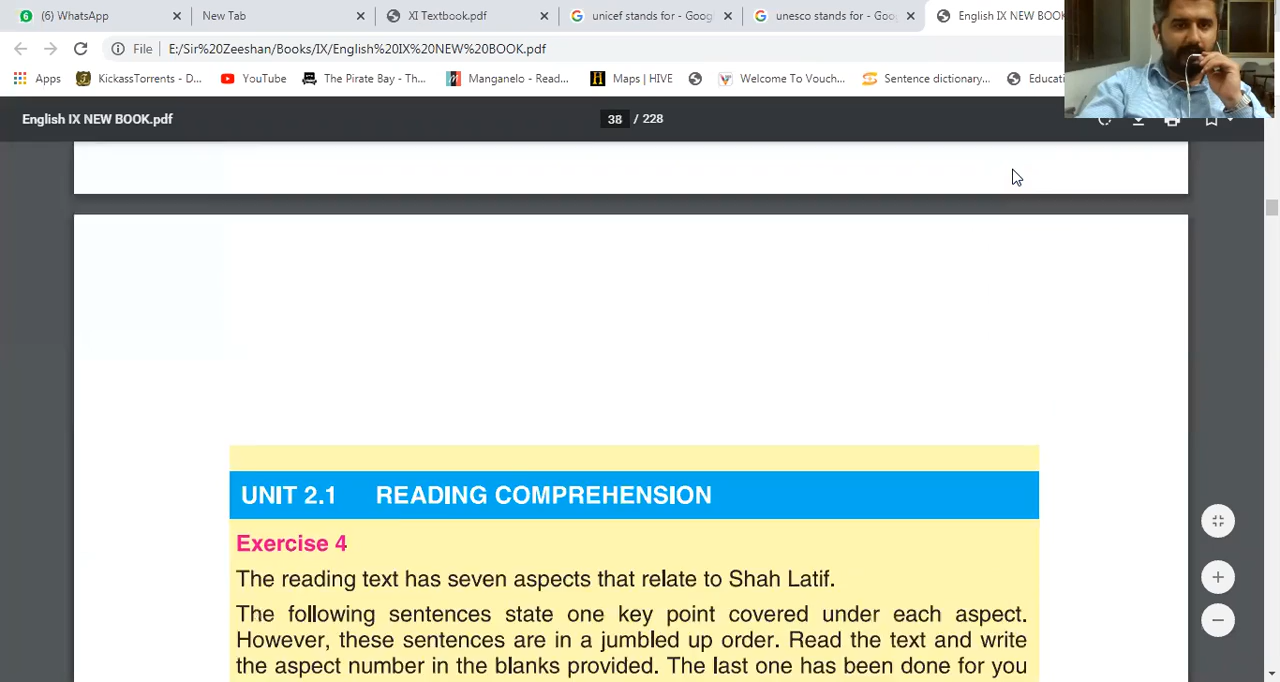 6 (6) WhatsApp
New Tab
XI Textbook.pdf
unicef stands for - Goog
unesco stands for - Goo
English IX NEW BOOK
File | E:/Sir%20Zeeshan/Books/IX/English%20IX%20NEW%20BOOK.pdf
Apps
KickassTorrents - D...
YouTube
The Pirate Bay - Th...
Manganelo - Read...
Maps | HIVE
Welcome To Vouch...
Sentence dictionary...
Educati
English IX NEW BOOK.pdf
38 / 228
UNIT 2.1 READING COMPREHENSION
Exercise 4
The reading text has seven aspects that relate to Shah Latif.
The following sentences state one key point covered under each aspect.
However, these sentences are in a jumbled up order. Read the text and write
the aspect number in the blanks provided. The last one has been done for you